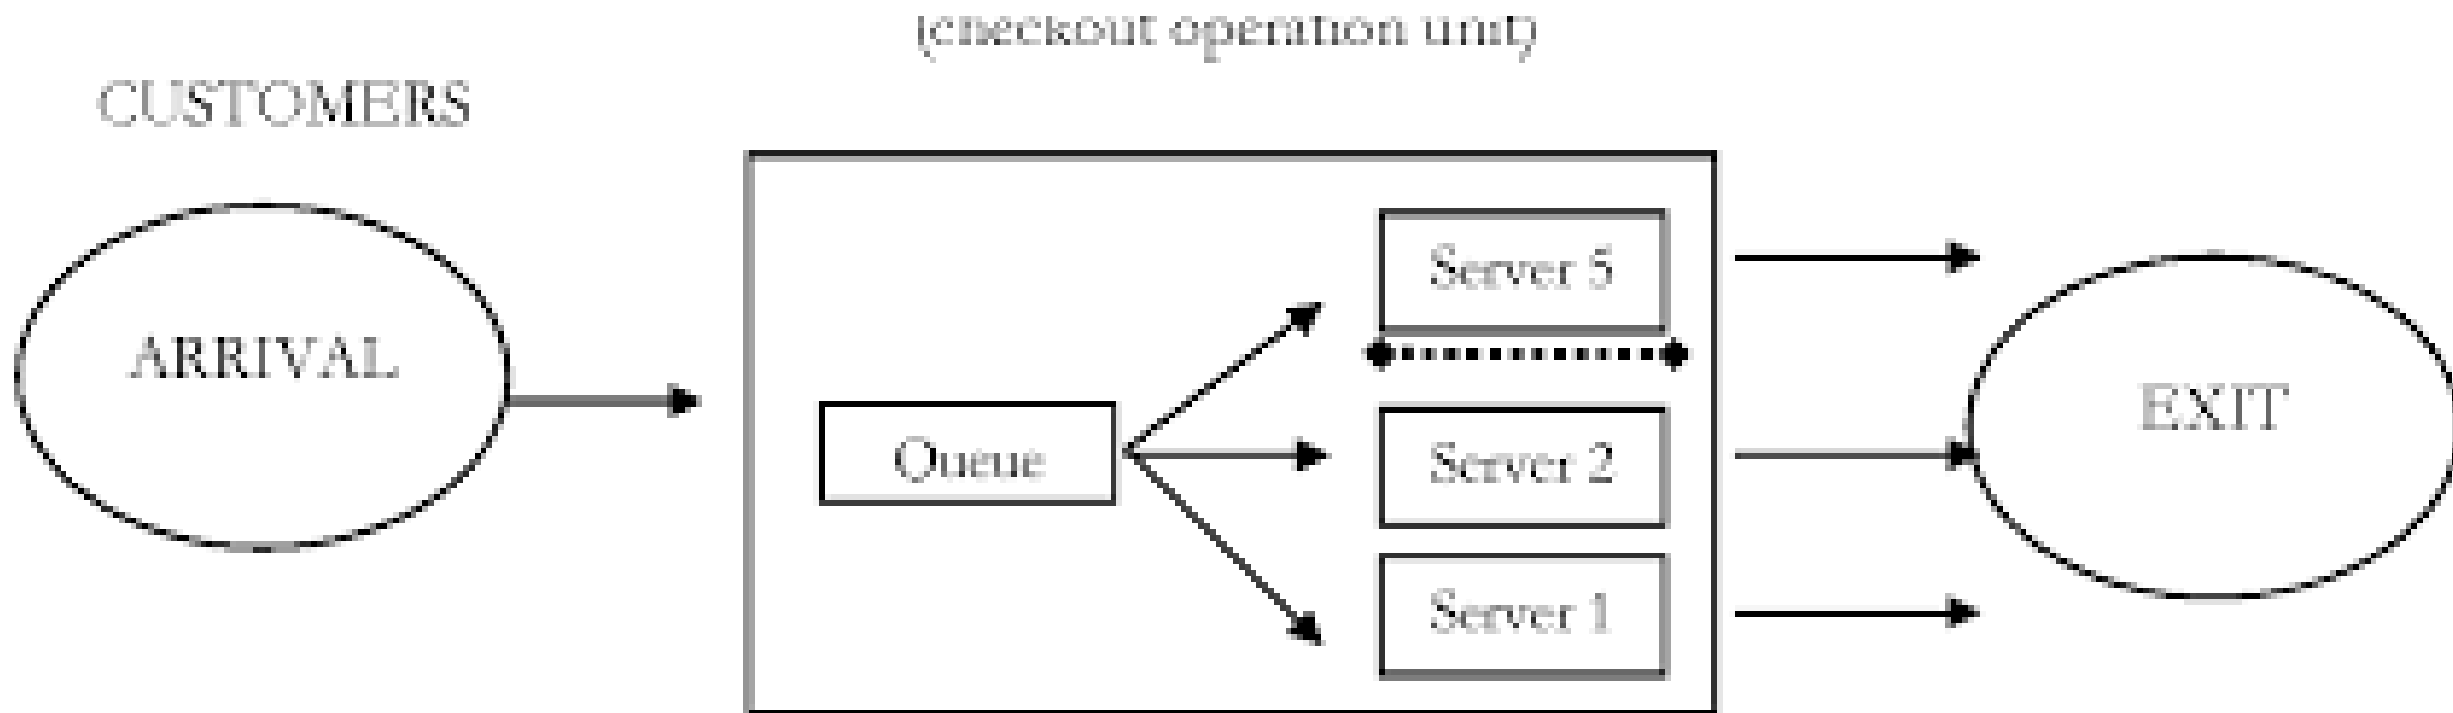 (checkout operation unit)
CUSTOMERS
ARRIVAL
Queue
Server 5
Server 2
Server 1
EXIT